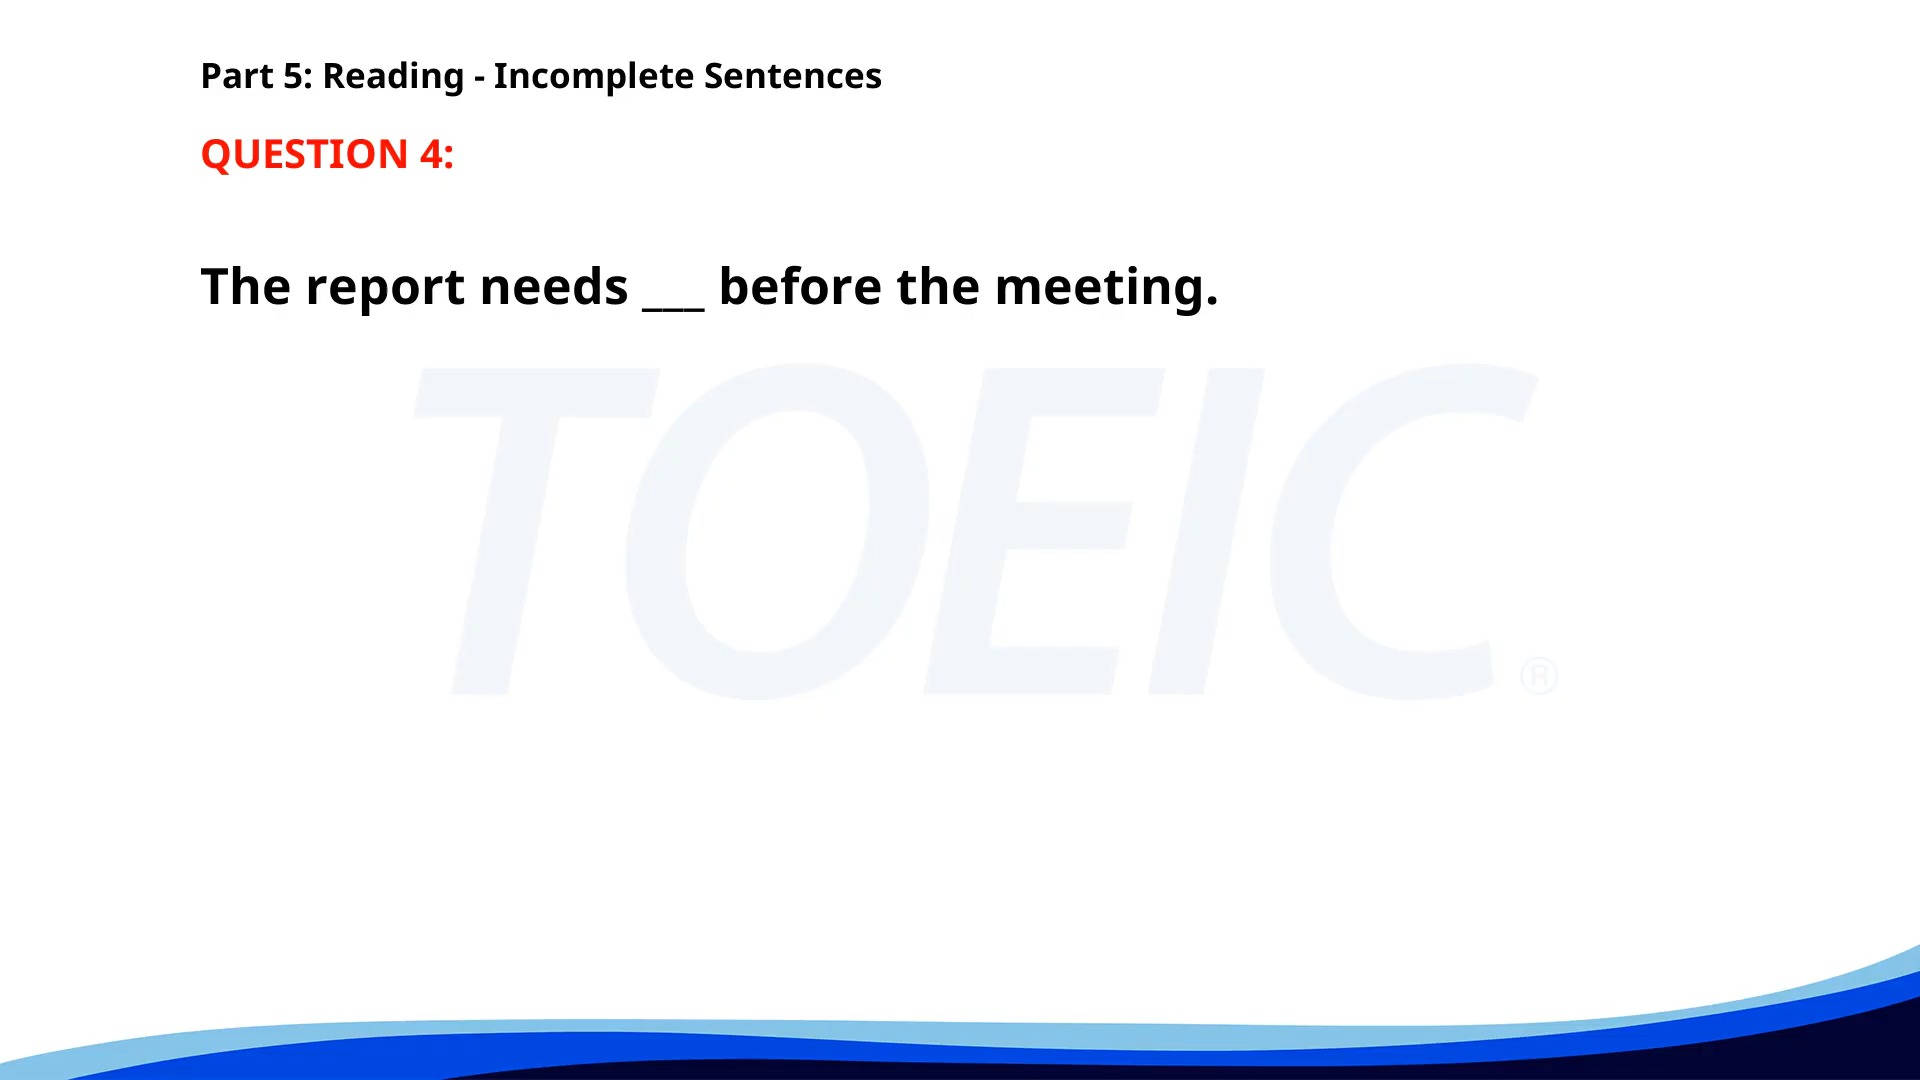 Part 5: Reading - Incomplete Sentences
QUESTION 4:
The report needs ___ before the meeting.
TOEIC®